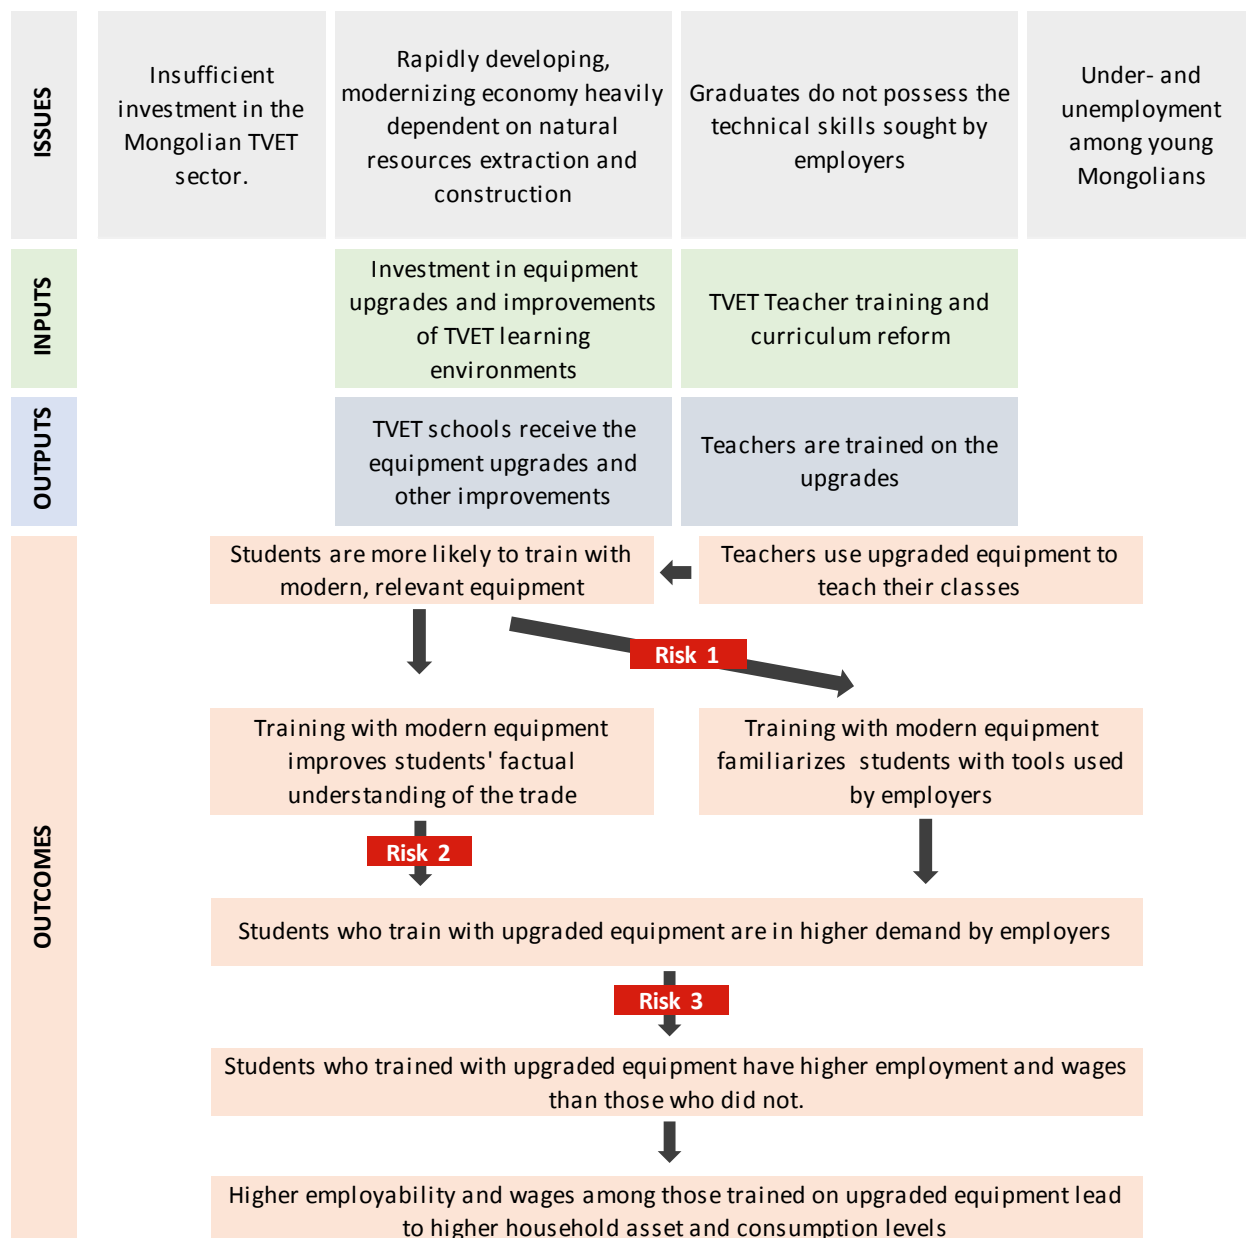 ISSUES
Insufficient
investment in the
Mongolian TVET
sector.
Rapidly developing,
modernizing economy heavily
dependent on natural
resources extraction and
construction
Graduates do not possess the
technical skills sought by
employers
Under- and
unemployment
among young
Mongolians
INPUTS
Investment in equipment
upgrades and improvements
of TVET learning
environments
TVET Teacher training and
curriculum reform
OUTPUTS
TVET schools receive the
equipment upgrades and
other improvements
Teachers are trained on the
upgrades
OUTCOMES
Students are more likely to train with
modern, relevant equipment
Teachers use upgraded equipment to
teach their classes
Risk 1
Training with modern equipment
improves students' factual
understanding of the trade
Training with modern equipment
familiarizes students with tools used
by employers
Risk 2
Students who train with upgraded equipment are in higher demand by employers
Risk 3
Students who trained with upgraded equipment have higher employment and wages
than those who did not.
Higher employability and wages among those trained on upgraded equipment lead
to higher household asset and consumption levels